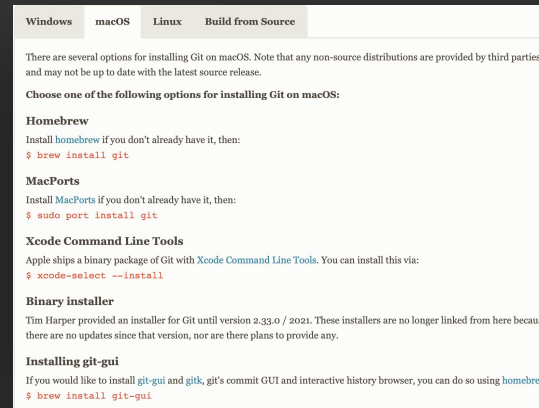 Windows macOS Linux Build from Source
There are several options for installing Git on macOS. Note that any non-source distributions are provided by third parties
and may not be up to date with the latest source release.
Choose one of the following options for installing Git on macOS:
Homebrew
Install homebrew if you don't already have it, then:
$ brew install git
MacPorts
Install MacPorts if you don't already have it, then:
$ sudo port install git
Xcode Command Line Tools
Apple ships a binary package of Git with Xcode Command Line Tools. You can install this via:
$ xcode-select --install
Binary installer
Tim Harper provided an installer for Git until version 2.33.0 / 2021. These installers are no longer linked from here becau
there are no updates since that version, nor are there plans to provide any.
Installing git-gui
If you would like to install git-gui and gitk, git's commit GUI and interactive history browser, you can do so using homebre
$ brew install git-gui